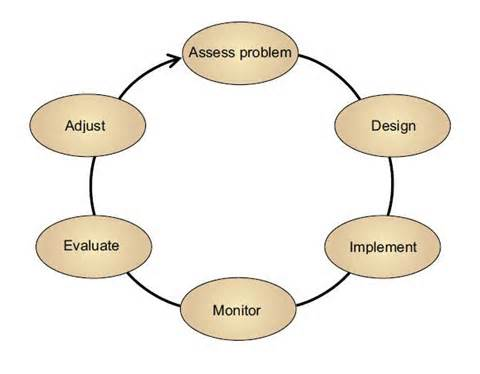 Assess problem
Design
Implement
Monitor
Evaluate
Adjust